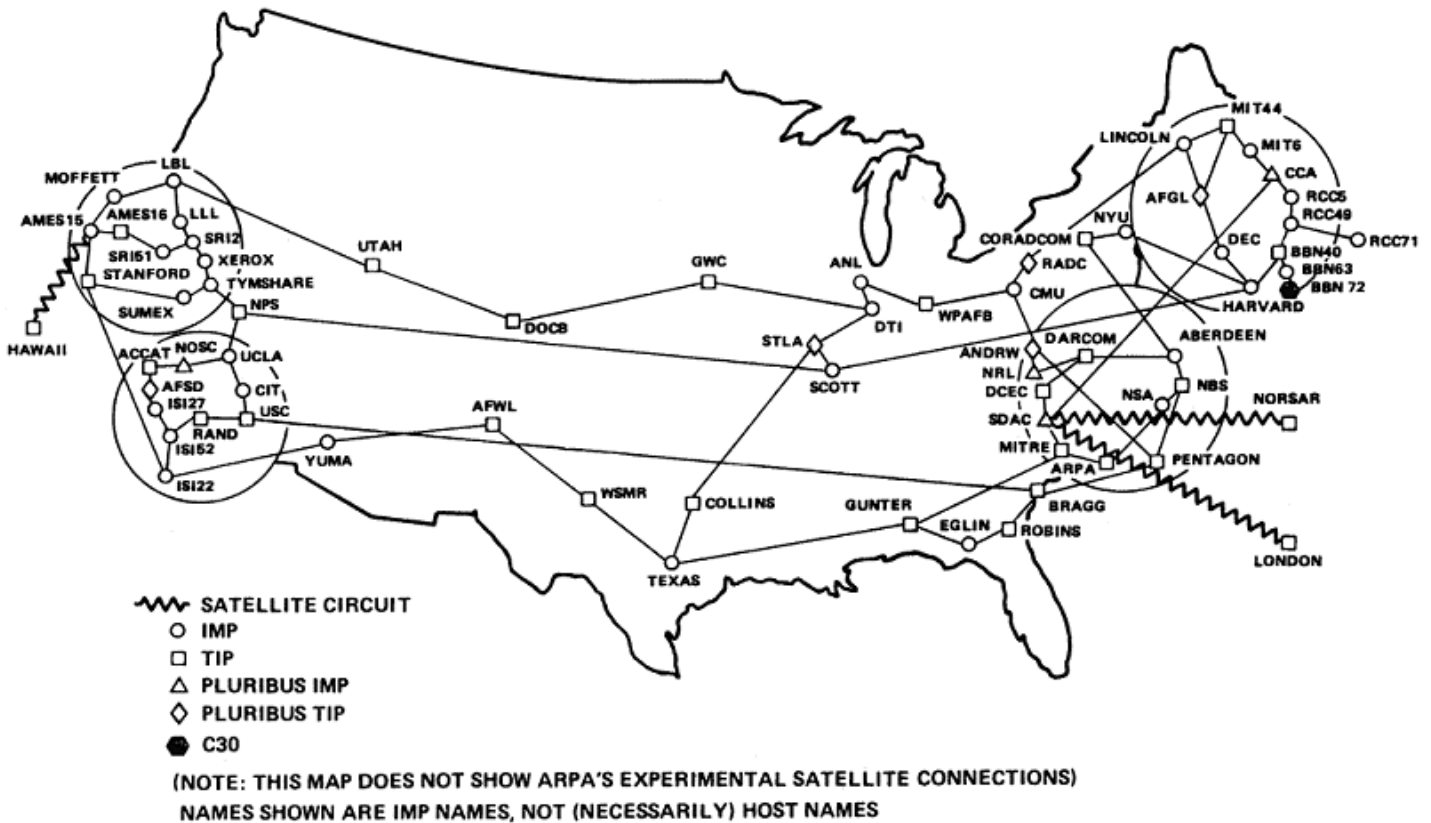 MIT44
LINCOLN
MIT6
CCA
LBL
MOFFETT
AFGL
RCC5
AMES16
AMES15
LLL
NYU
RCC49
SRI2
CORADCOM
DEC
RCC71
SRI51
XEROX
UTAH
GWC
ANL
RADC
BBN40
STANFORD
BBN63
TYMSHARE
CMU
BBN 72
SUMEX
NPS
HARVARD
WPAFB
DTI
DOCB
HAWAII
STLA
DARCOM
ABERDEEN
ACCAT
NOSC
UCLA
ANDRW
NRL
SCOTT
AFSD
CIT
DCEC
NBS
ISI27
NSA
NORSAR
USC
AFWL
SDAC
RAND
ISI52
MITRE
YUMA
ARPA
PENTAGON
ISI22
WSMR
COLLINS
GUNTER
BRAGG
EGLIN
ROBINS
LONDON
TEXAS
SATELLITE CIRCUIT
IMP
TIP
PLURIBUS IMP
PLURIBUS TIP
C30
(NOTE: THIS MAP DOES NOT SHOW ARPA'S EXPERIMENTAL SATELLITE CONNECTIONS)
NAMES SHOWN ARE IMP NAMES, NOT (NECESSARILY) HOST NAMES